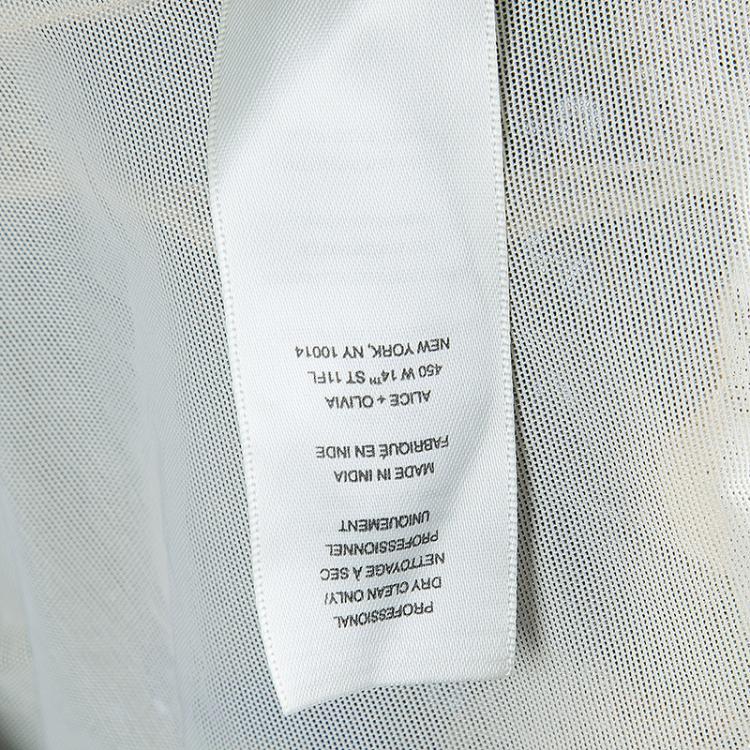 PROFESSIONAL
DRY CLEAN ONLY/
NETTOYAGE À SEC
PROFESSIONNEL
UNIQUEMENT
MADE IN INDIA
FABRIQUÉ EN INDE
ALICE + OLIVIA
450 W 14™ ST 11FL
NEW YORK, NY 10014